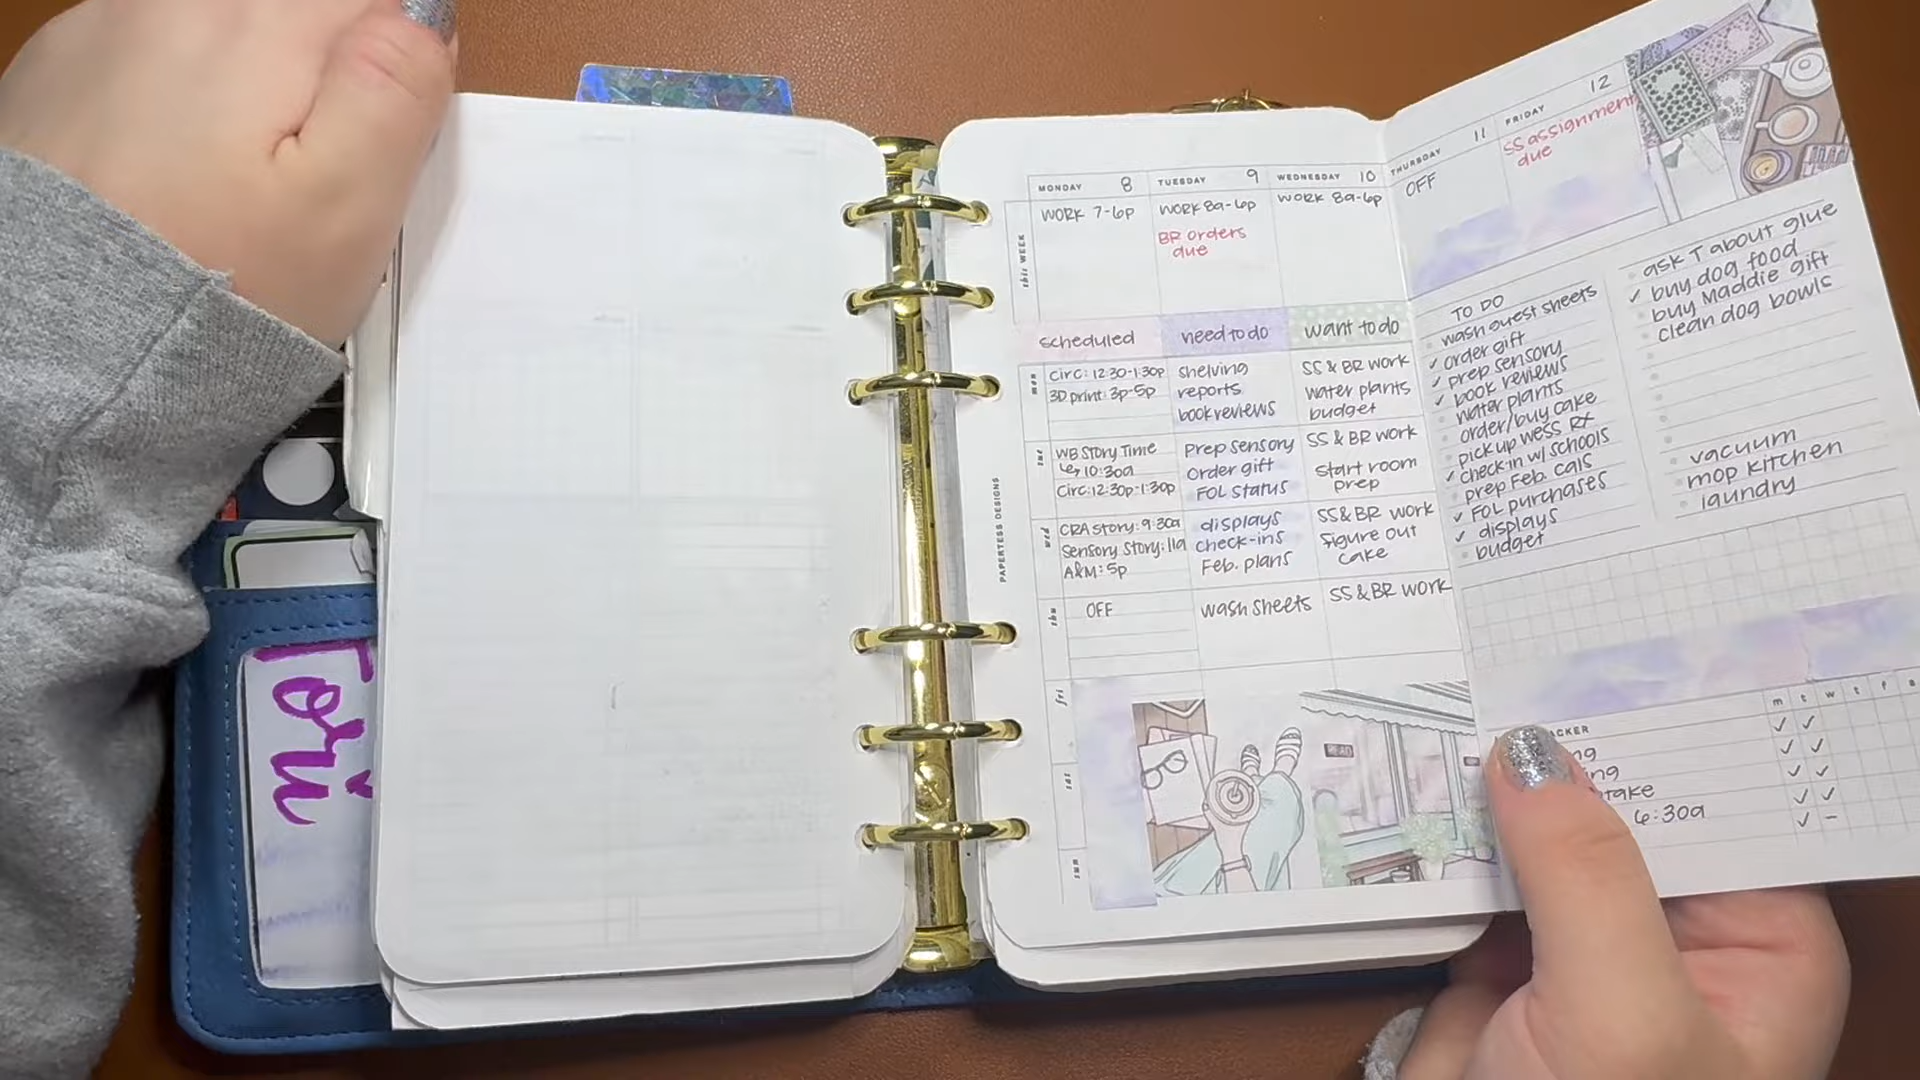 Tori
MONDAY 8
TUESDAY 9
WEDNESDAY 10
THURSDAY 11
FRIDAY 12
this WEEK
WORK 7-6p
WORK 8a-6p
BR orders
due
WORK 8a-6p
OFF
SS assignment
due
scheduled
need to do
want to do
mon
Circ: 12:30-1:30p
3D print: 3p-5p
shelving
reports
book reviews
SS & BR work
water plants
budget
tue
WB Story Time
↳ 10:30a
Circ: 12:30p-1:30p
Prep sensory
Order gift
FOL status
SS & BR work
start room
prep
wed
CRA story: 9:30a
Sensory Story: 11a
A&M: 5p
displays
check-ins
Feb. plans
SS & BR work
figure out
cake
thu
OFF
wash sheets
SS & BR work
fri
sat
sun
PAPERTESS DESIGNS
READ
TO DO
wash guest sheets
✓ order gift
✓ prep sensory
✓ book reviews
water plants
order/buy cake
pick up wess Rx
✓ check-in w/ schools
prep Feb. cals
✓ FOL purchases
✓ displays
budget
ask T about glue
✓ buy dog food
buy Maddie gift
clean dog bowls
vacuum
mop kitchen
laundry
m t w t f s
ACKER
ng ✓ ✓
ing ✓ ✓
take ✓ ✓
6:30a ✓ ✓
✓ –